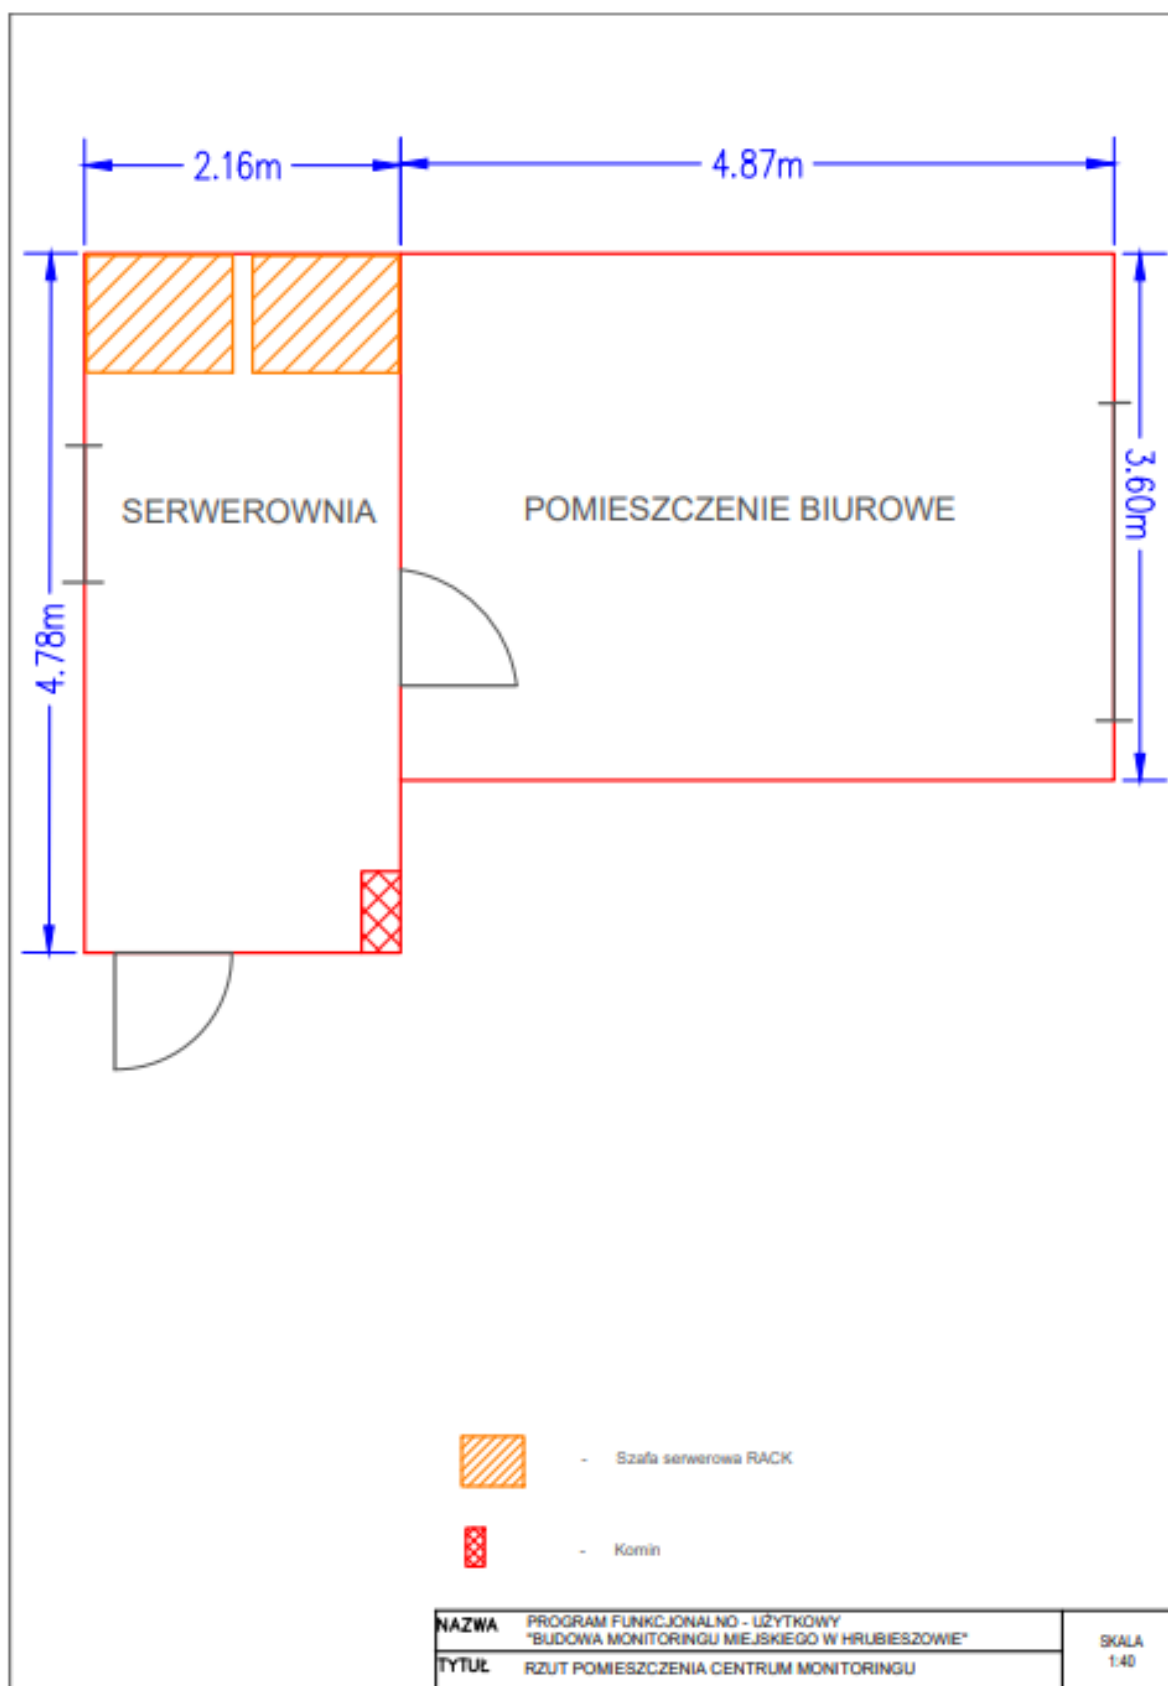 2.16m
4.87m
3.60m
SERWEROWNIA
POMIESZCZENIE BIUROWE
4.78m
- Szafa serwerowa RACK
- Komin
NAZWA PROGRAM FUNKCJONALNO - UŻYTKOWY
"BUDOWA MONITORINGU MIEJSKIEGO W HRUBIESZOWIE"
SKALA
1:40
TYTUŁ RZUT POMIESZCZENIA CENTRUM MONITORINGU